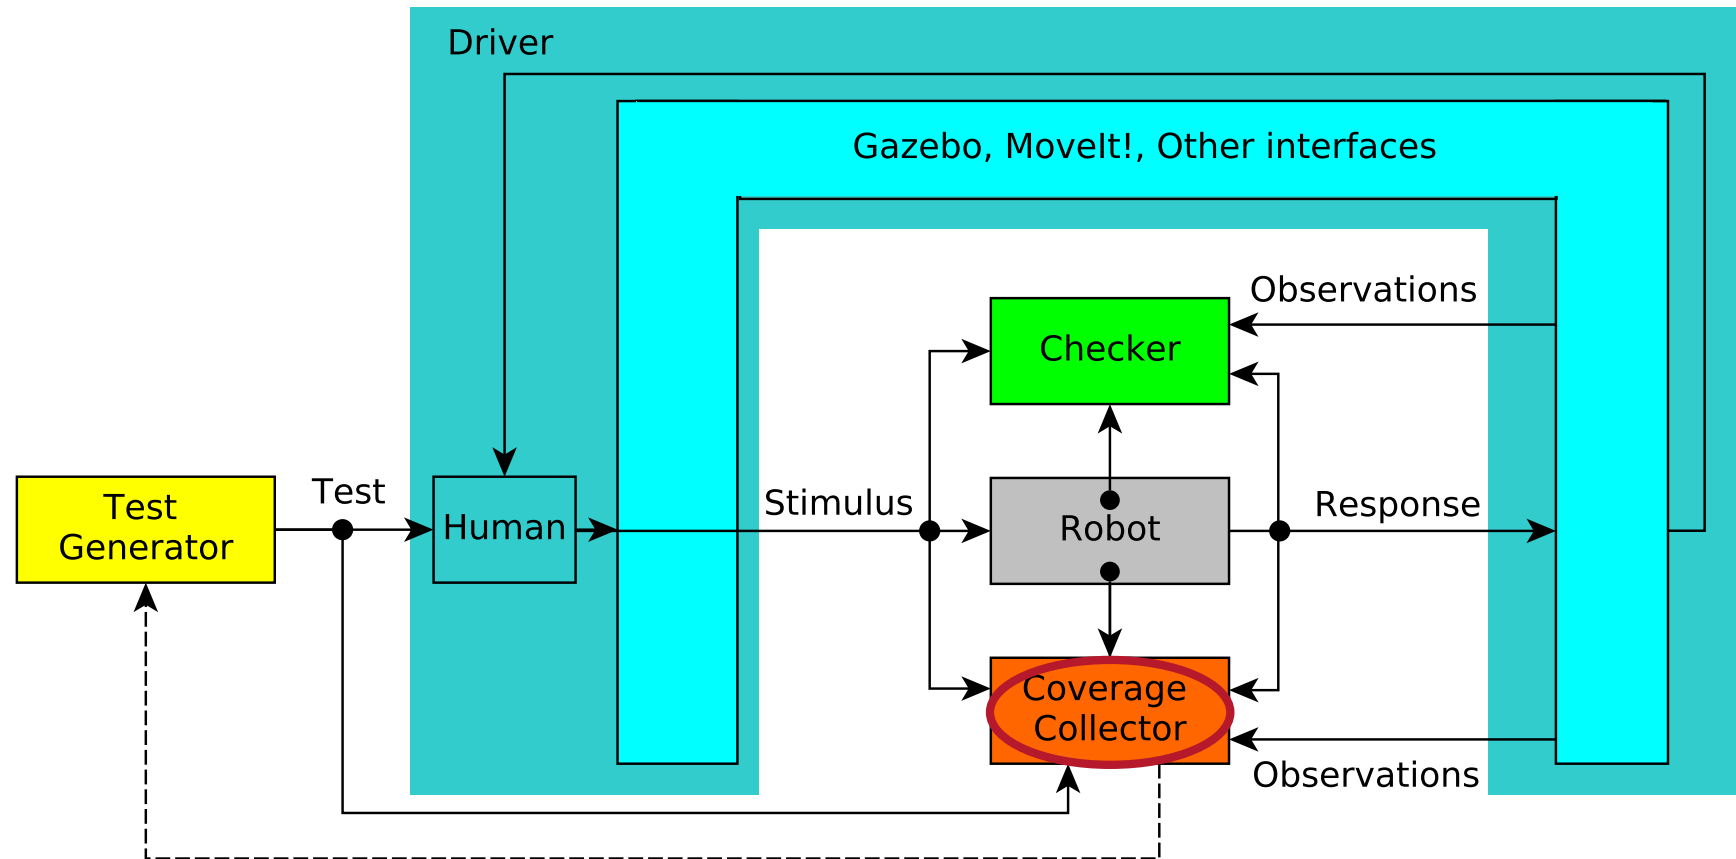 Driver
Gazebo, MoveIt!, Other interfaces
Observations
Checker
Test
Test
Generator
Human
Stimulus
Robot
Response
Coverage
Collector
Observations